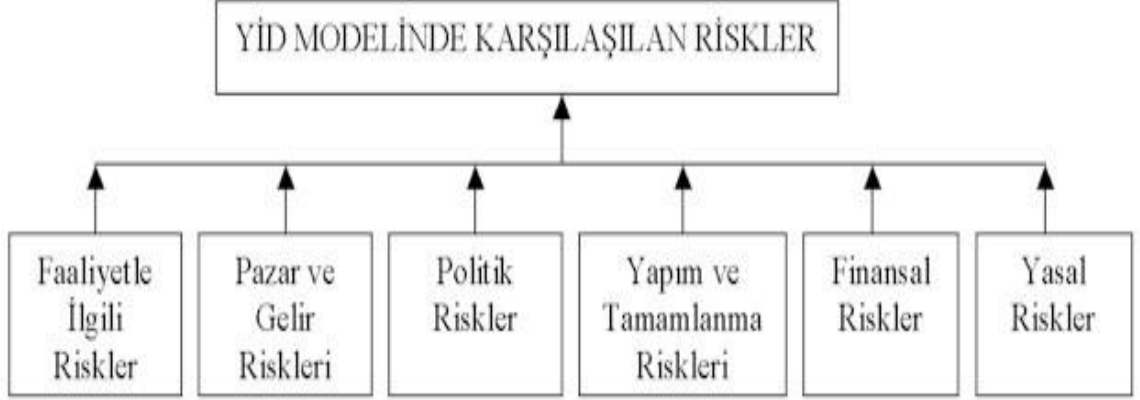 YİD MODELİNDE KARŞILAŞILAN RİSKLER
Faaliyetle
İlgili
Riskler
Pazar ve
Gelir
Riskleri
Politik
Riskler
Yapım ve
Tamamlanma
Riskleri
Finansal
Riskler
Yasal
Riskler